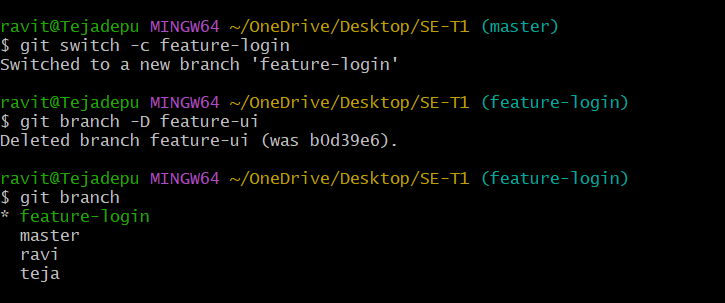 ravit@Tejadepu MINGW64 ~/OneDrive/Desktop/SE-T1 (master)
$ git switch -c feature-login
Switched to a new branch 'feature-login'
ravit@Tejadepu MINGW64 ~/OneDrive/Desktop/SE-T1 (feature-login)
$ git branch -D feature-ui
Deleted branch feature-ui (was b0d39e6).
ravit@Tejadepu MINGW64 ~/OneDrive/Desktop/SE-T1 (feature-login)
$ git branch
* feature-login
  master
  ravi
  teja